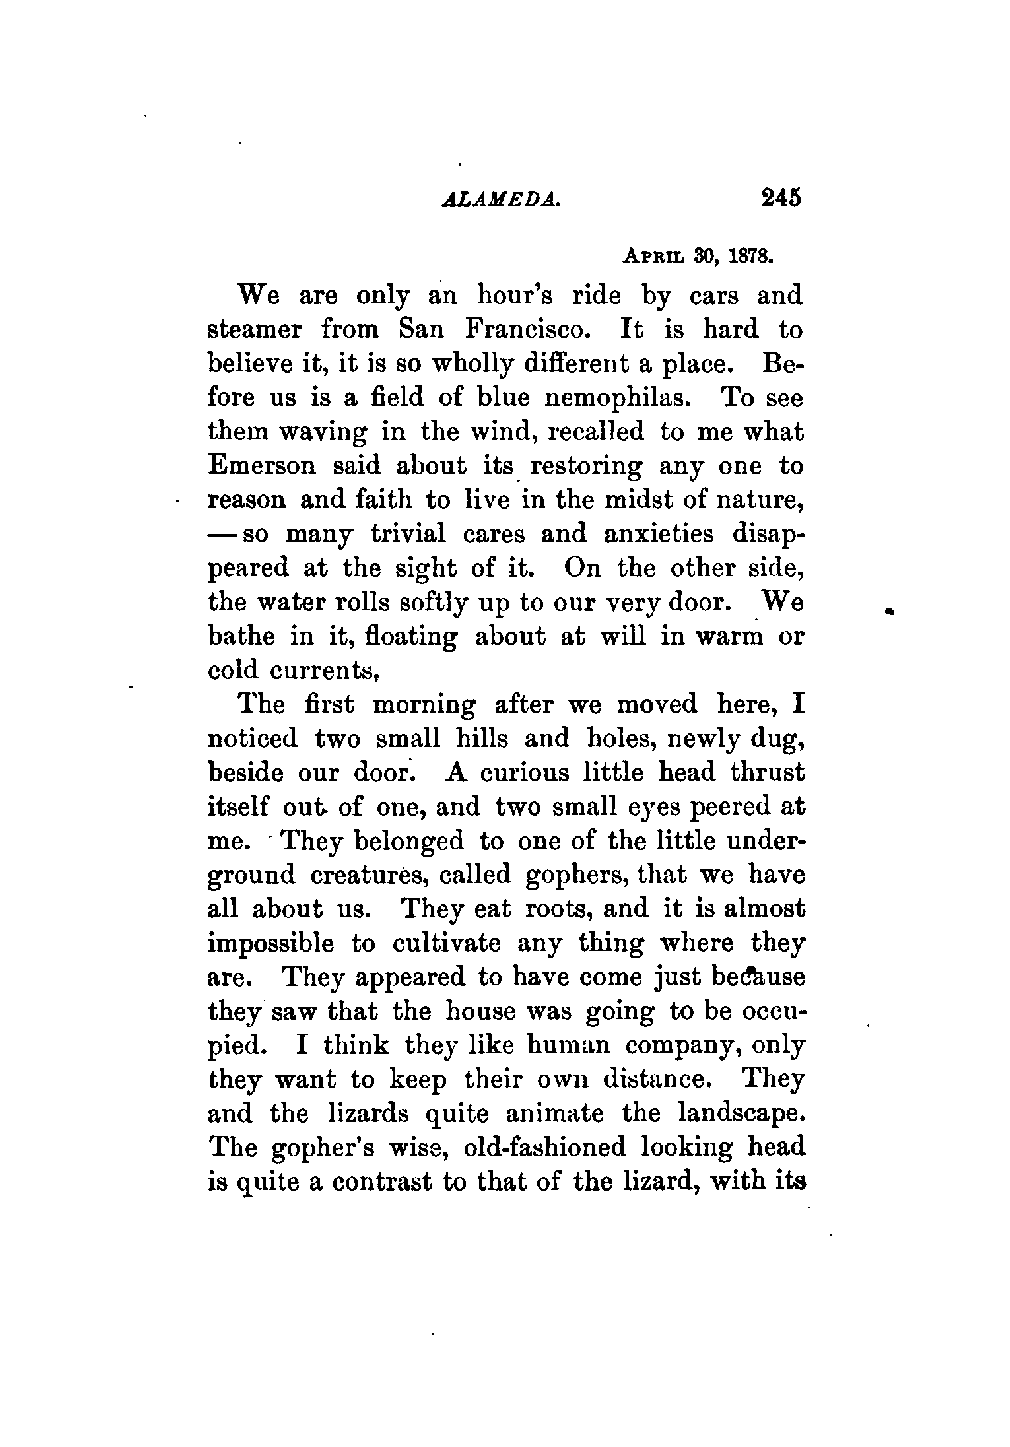 ALAMEDA. 245
APRIL 30, 1878.
We are only an hour's ride by cars and
steamer from San Francisco. It is hard to
believe it, it is so wholly different a place. Be-
fore us is a field of blue nemophilas. To see
them waving in the wind, recalled to me what
Emerson said about its restoring any one to
reason and faith to live in the midst of nature,
— so many trivial cares and anxieties disap-
peared at the sight of it. On the other side,
the water rolls softly up to our very door. We
bathe in it, floating about at will in warm or
cold currents,
The first morning after we moved here, I
noticed two small hills and holes, newly dug,
beside our door. A curious little head thrust
itself out of one, and two small eyes peered at
me. They belonged to one of the little under-
ground creatures, called gophers, that we have
all about us. They eat roots, and it is almost
impossible to cultivate any thing where they
are. They appeared to have come just because
they saw that the house was going to be occu-
pied. I think they like human company, only
they want to keep their own distance. They
and the lizards quite animate the landscape.
The gopher's wise, old-fashioned looking head
is quite a contrast to that of the lizard, with its